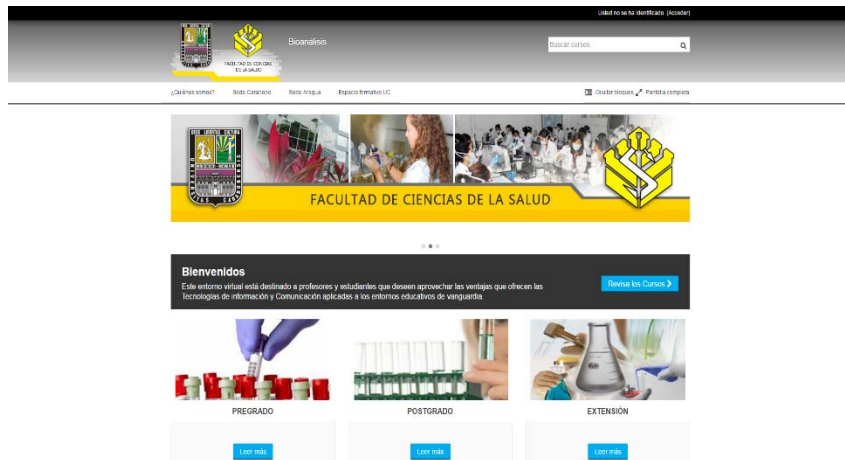 Usted no se ha identificado. (Acceder)
Bioanálisis
Buscar cursos
FACULTAD DE CIENCIAS
DE LA SALUD
¿Quiénes somos? Sede Carabobo Sede Aragua Espacio formativo UC Ocultar bloques Pantalla completa
FACULTAD DE CIENCIAS DE LA SALUD
Bienvenidos
Este entorno virtual está destinado a profesores y estudiantes que deseen aprovechar las ventajas que ofrecen las
Tecnologías de información y Comunicación aplicadas a los entornos educativos de vanguardia.
Revise los Cursos
PREGRADO POSTGRADO EXTENSIÓN
Leer más Leer más Leer más